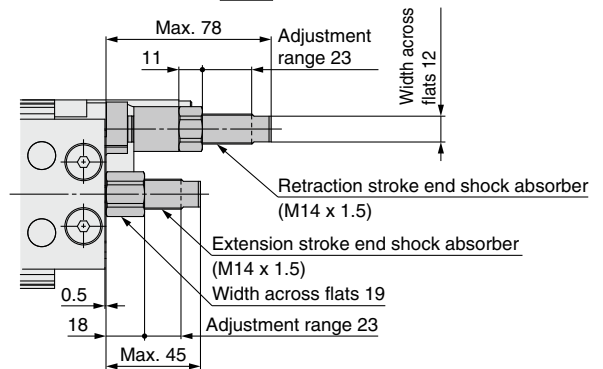 Max. 78
Adjustment
range 23
11
Width across
flats 12
Retraction stroke end shock absorber
(M14 x 1.5)
Extension stroke end shock absorber
(M14 x 1.5)
Width across flats 19
0.5
18
Adjustment range 23
Max. 45